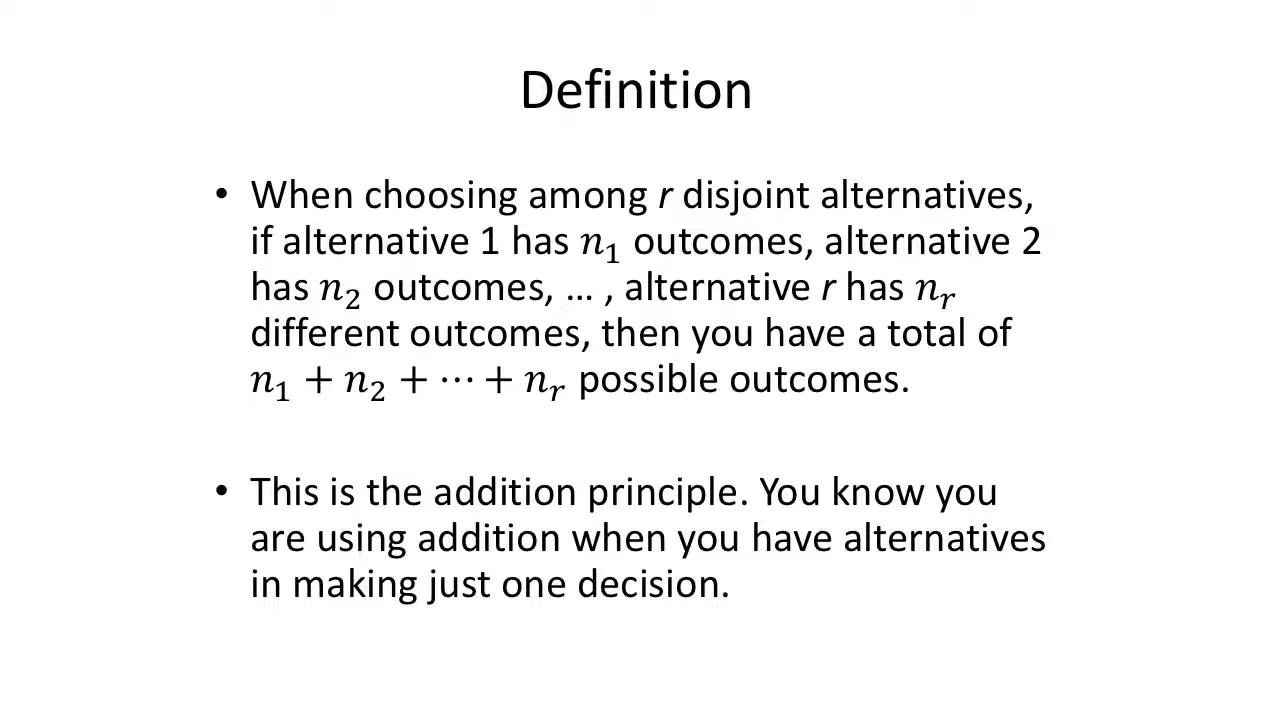 Definition
• When choosing among r disjoint alternatives,
if alternative 1 has n₁ outcomes, alternative 2
has n₂ outcomes, … , alternative r has nᵣ
different outcomes, then you have a total of
n₁ + n₂ + ⋯ + nᵣ possible outcomes.
• This is the addition principle. You know you
are using addition when you have alternatives
in making just one decision.